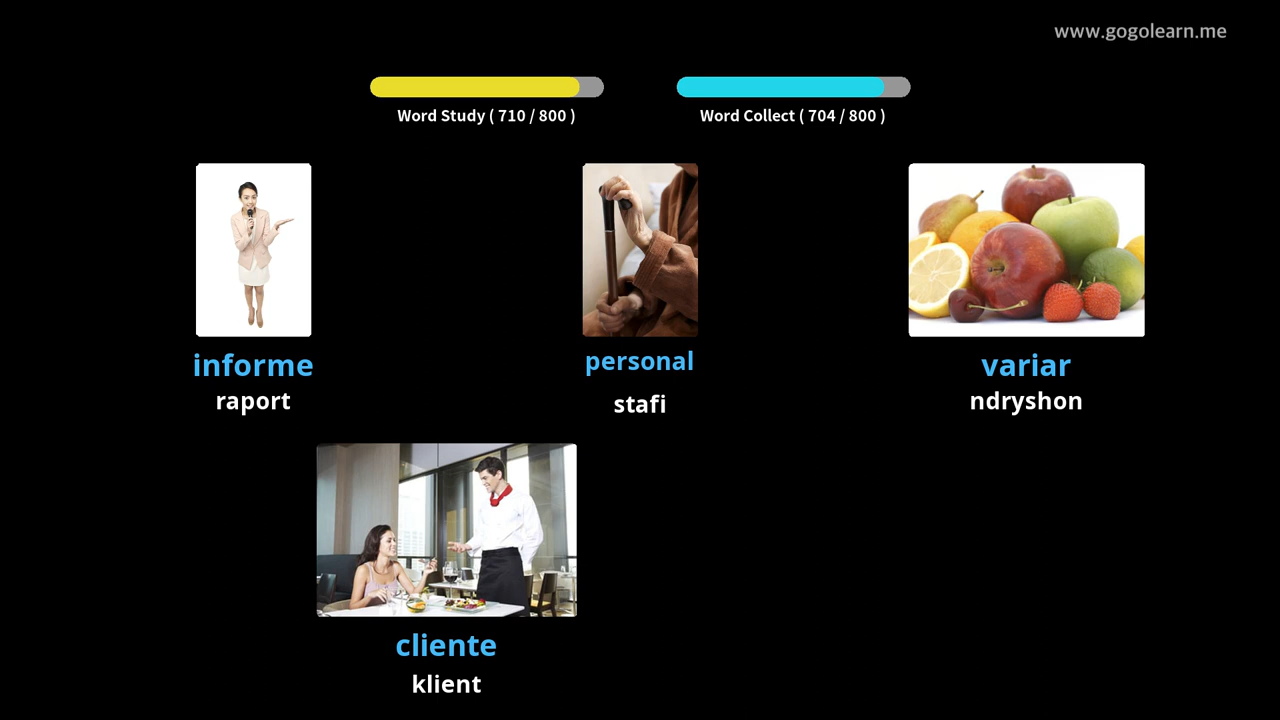 www.gogolearn.me
Word Study ( 710 / 800 )
Word Collect ( 704 / 800 )
informe
raport
personal
stafi
variar
ndryshon
cliente
klient